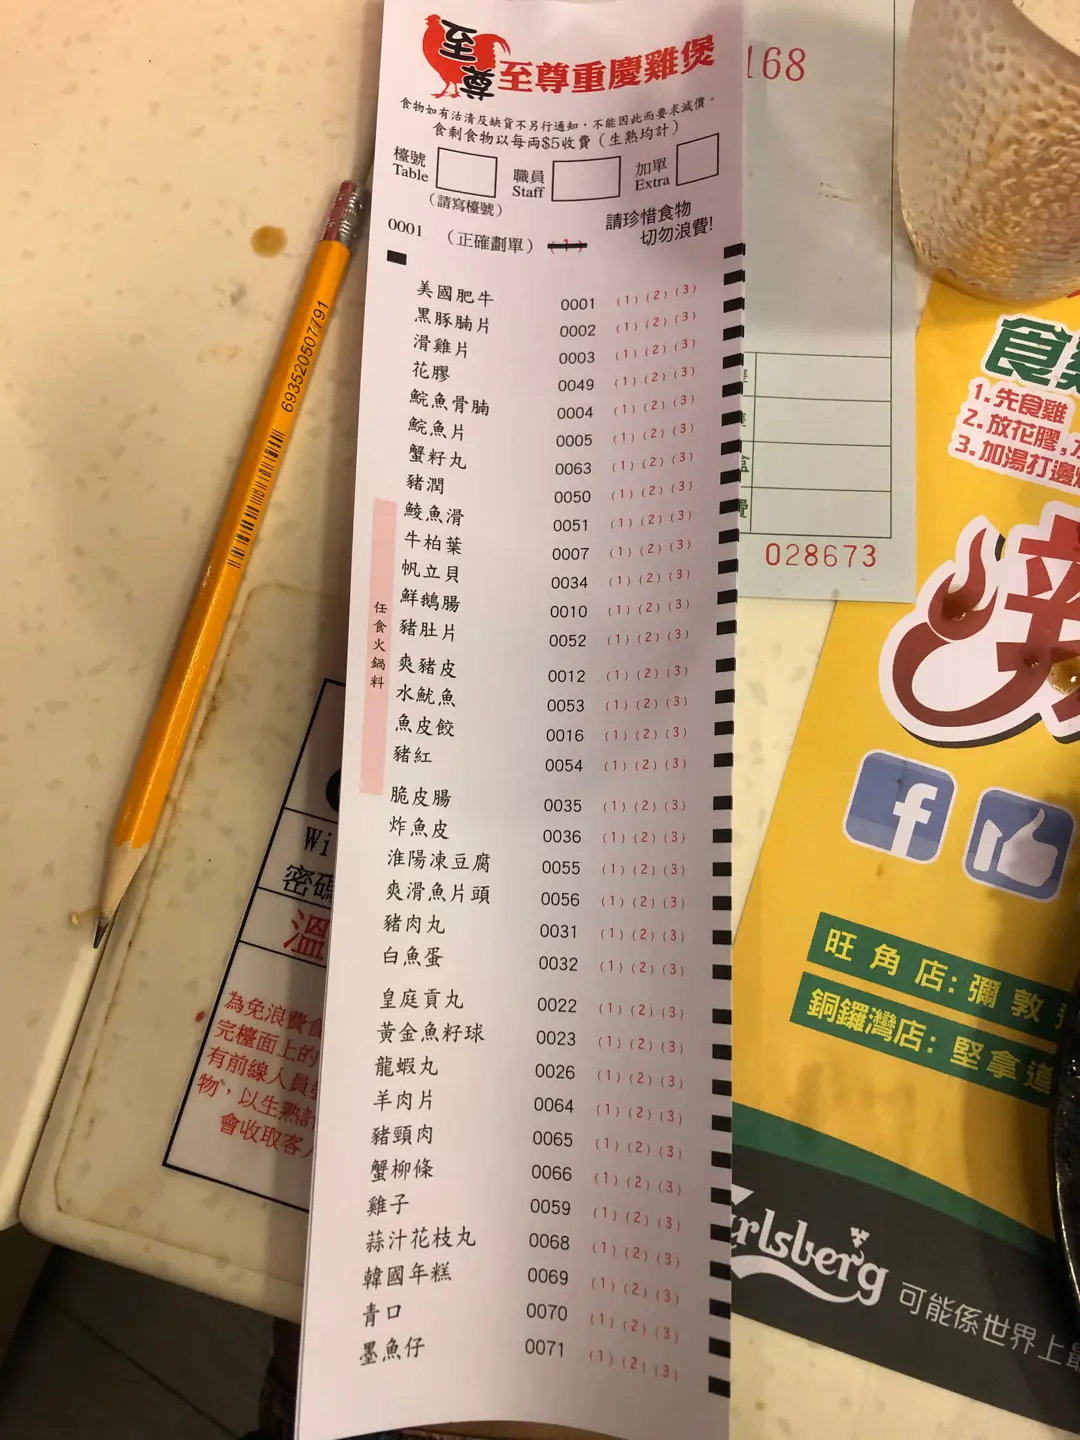 至尊
至尊重慶雞煲
食物如有沽清及缺貨不另行通知，不能因此而要求減價。
食剩食物以每両$5收費（生熟均計）
檯號 Table
職員 Staff
加單 Extra
（請寫檯號）
請珍惜食物
切勿浪費!
0001 （正確劃單） (1)
任食火鍋料
美國肥牛 0001 (1) (2) (3)
黑豚腩片 0002 (1) (2) (3)
滑雞片 0003 (1) (2) (3)
花膠 0049 (1) (2) (3)
鯇魚骨腩 0004 (1) (2) (3)
鯇魚片 0005 (1) (2) (3)
蟹籽丸 0063 (1) (2) (3)
豬潤 0050 (1) (2) (3)
鯪魚滑 0051 (1) (2) (3)
牛柏葉 0007 (1) (2) (3)
帆立貝 0034 (1) (2) (3)
鮮鵝腸 0010 (1) (2) (3)
豬肚片 0052 (1) (2) (3)
爽豬皮 0012 (1) (2) (3)
水魷魚 0053 (1) (2) (3)
魚皮餃 0016 (1) (2) (3)
豬紅 0054 (1) (2) (3)
脆皮腸 0035 (1) (2) (3)
炸魚皮 0036 (1) (2) (3)
淮陽凍豆腐 0055 (1) (2) (3)
爽滑魚片頭 0056 (1) (2) (3)
豬肉丸 0031 (1) (2) (3)
白魚蛋 0032 (1) (2) (3)
皇庭貢丸 0022 (1) (2) (3)
黃金魚籽球 0023 (1) (2) (3)
龍蝦丸 0026 (1) (2) (3)
羊肉片 0064 (1) (2) (3)
豬頸肉 0065 (1) (2) (3)
蟹柳條 0066 (1) (2) (3)
雞子 0059 (1) (2) (3)
蒜汁花枝丸 0068 (1) (2) (3)
韓國年糕 0069 (1) (2) (3)
青口 0070 (1) (2) (3)
墨魚仔 0071 (1) (2) (3)
6935205077911
168
028673
Wi
密碼
溫
為免浪費食
完檯面上的
有前線人員
物，以生熟計
會收取客
食
1.先食雞
2.放花膠,
3.加湯打邊
f
旺角店: 彌敦
銅鑼灣店: 堅拿道
arlsberg 可能係世界上最